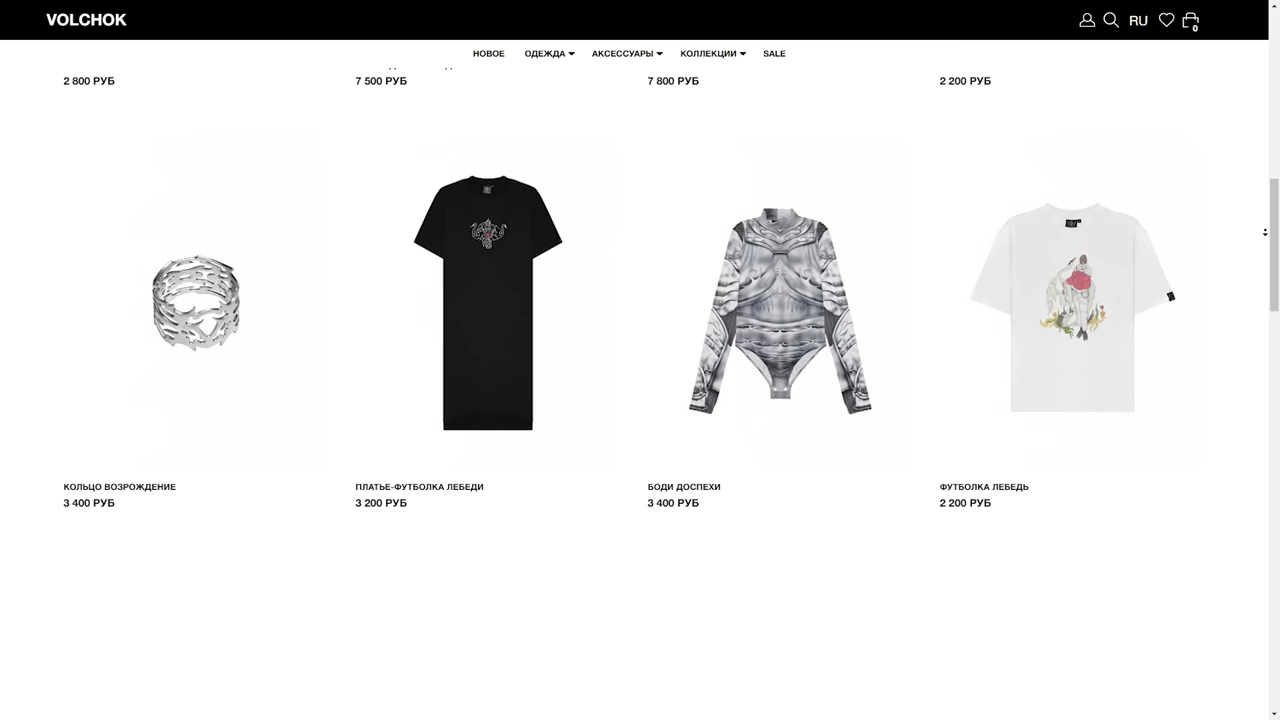 VOLCHOK
RU
0
НОВОЕ ОДЕЖДА АКСЕССУАРЫ КОЛЛЕКЦИИ SALE
2 800 РУБ 7 500 РУБ 7 800 РУБ 2 200 РУБ
КОЛЬЦО ВОЗРОЖДЕНИЕ ПЛАТЬЕ-ФУТБОЛКА ЛЕБЕДИ БОДИ ДОСПЕХИ ФУТБОЛКА ЛЕБЕДЬ
3 400 РУБ 3 200 РУБ 3 400 РУБ 2 200 РУБ